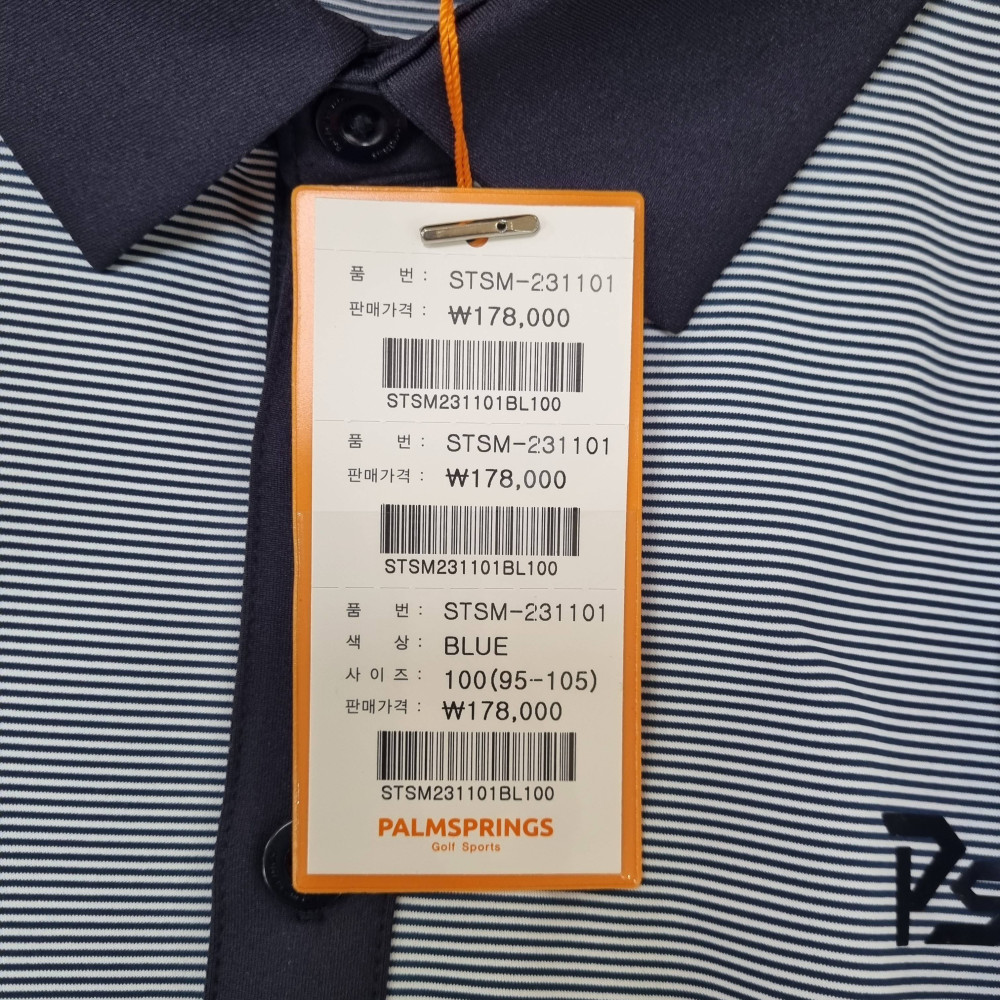 품 번 : STSM-231101
판매가격 : ₩178,000
STSM231101BL100
품 번 : STSM-231101
판매가격 : ₩178,000
STSM231101BL100
품 번 : STSM-231101
색 상 : BLUE
사 이 즈 : 100(95--105)
판매가격 : ₩178,000
STSM231101BL100
PALMSPRINGS
Golf Sports
PS